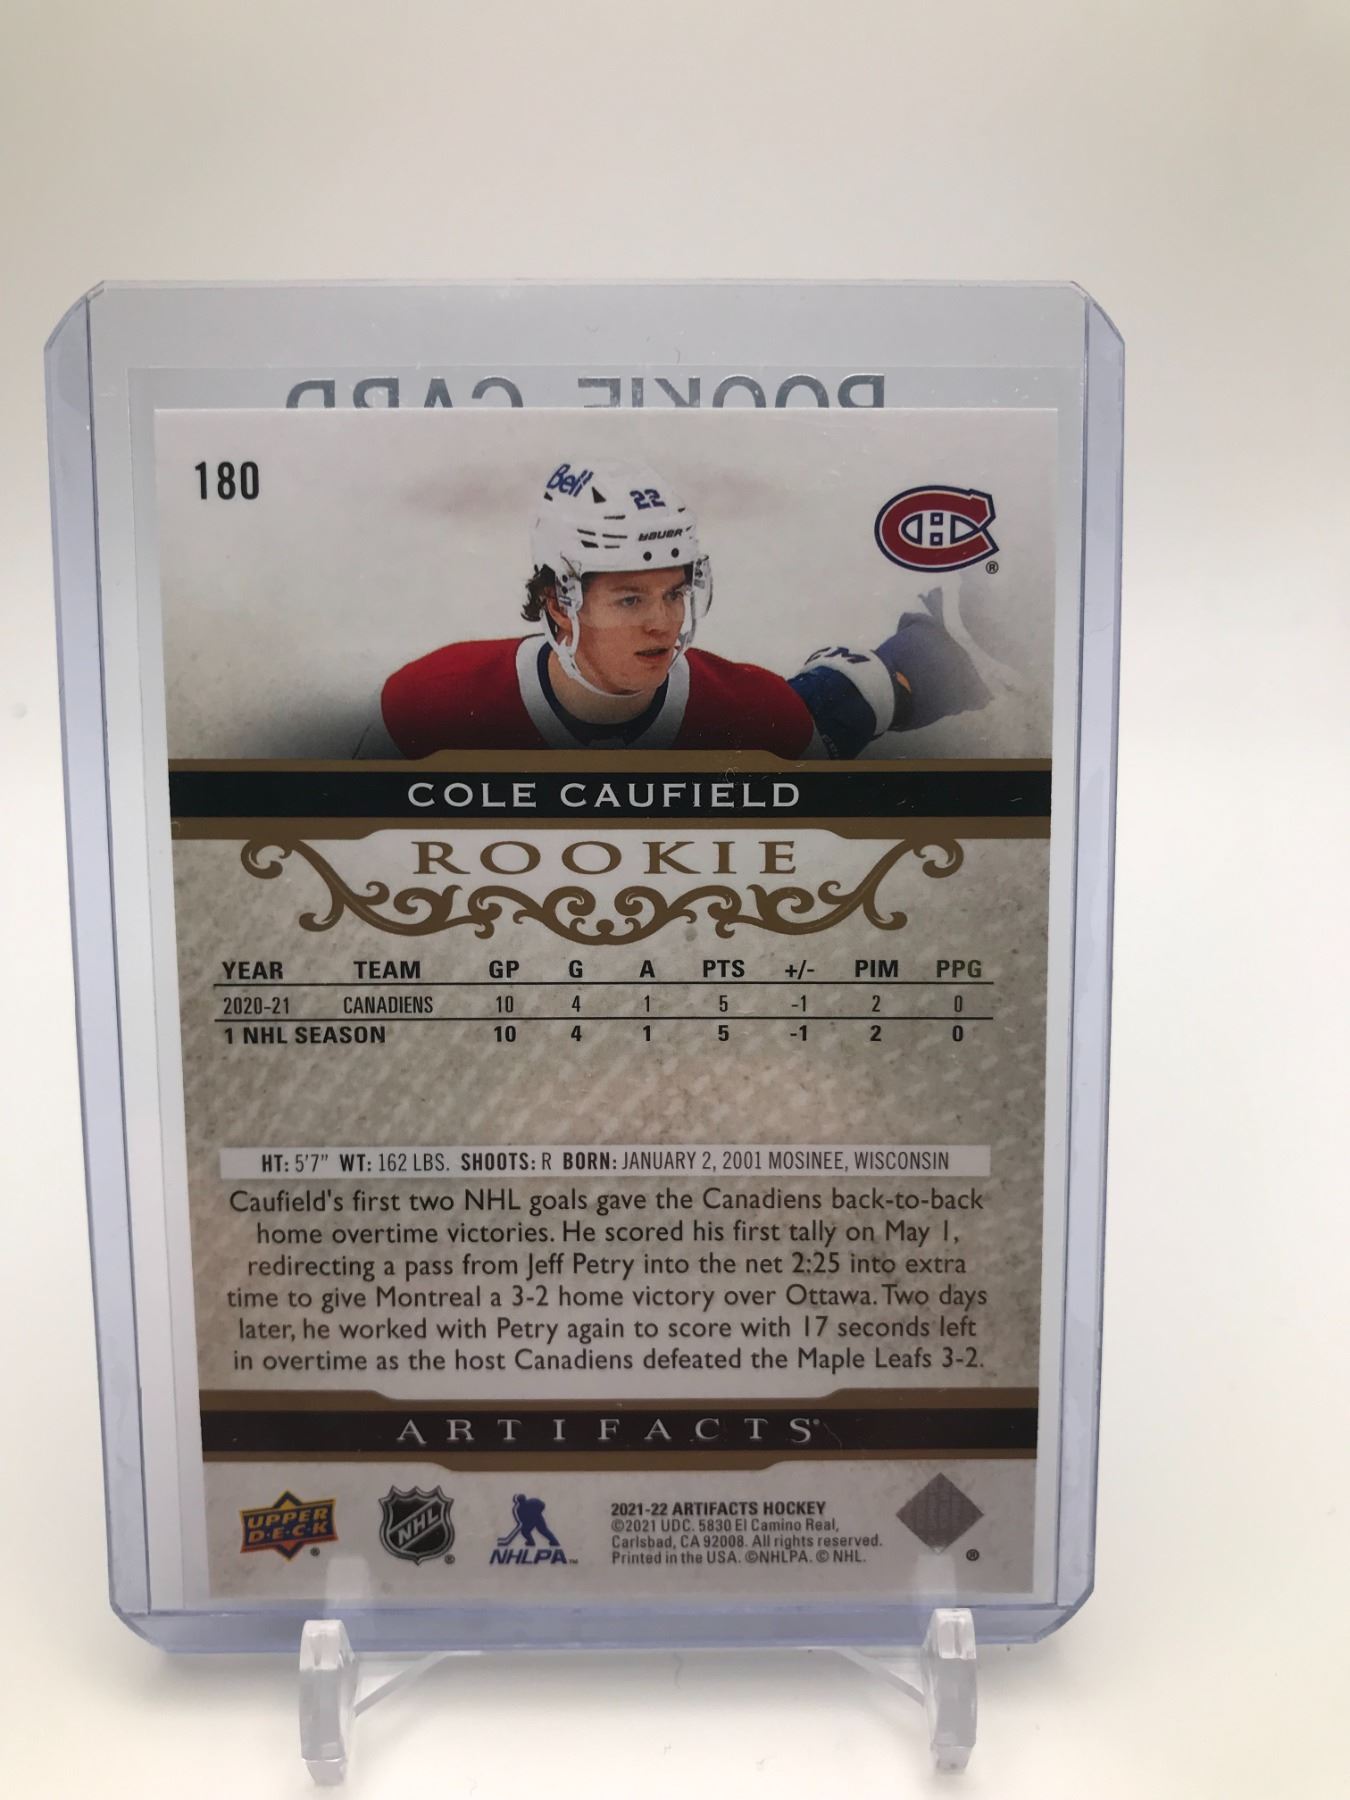 ROOKIE CARD
180
Bell
22
BAUER
CCM
®
COLE CAUFIELD
ROOKIE
YEAR TEAM GP G A PTS +/- PIM PPG
2020-21 CANADIENS 10 4 1 5 -1 2 0
1 NHL SEASON 10 4 1 5 -1 2 0
HT: 5'7" WT: 162 LBS. SHOOTS: R BORN: JANUARY 2, 2001 MOSINEE, WISCONSIN
Caufield's first two NHL goals gave the Canadiens back-to-back
home overtime victories. He scored his first tally on May 1,
redirecting a pass from Jeff Petry into the net 2:25 into extra
time to give Montreal a 3-2 home victory over Ottawa. Two days
later, he worked with Petry again to score with 17 seconds left
in overtime as the host Canadiens defeated the Maple Leafs 3-2.
ARTIFACTS®
UPPER
D·E·C·K
®
NHL
®
NHLPA™
2021-22 ARTIFACTS HOCKEY
©2021 UDC. 5830 El Camino Real,
Carlsbad, CA 92008. All rights reserved.
Printed in the USA. ©NHLPA. © NHL.
®